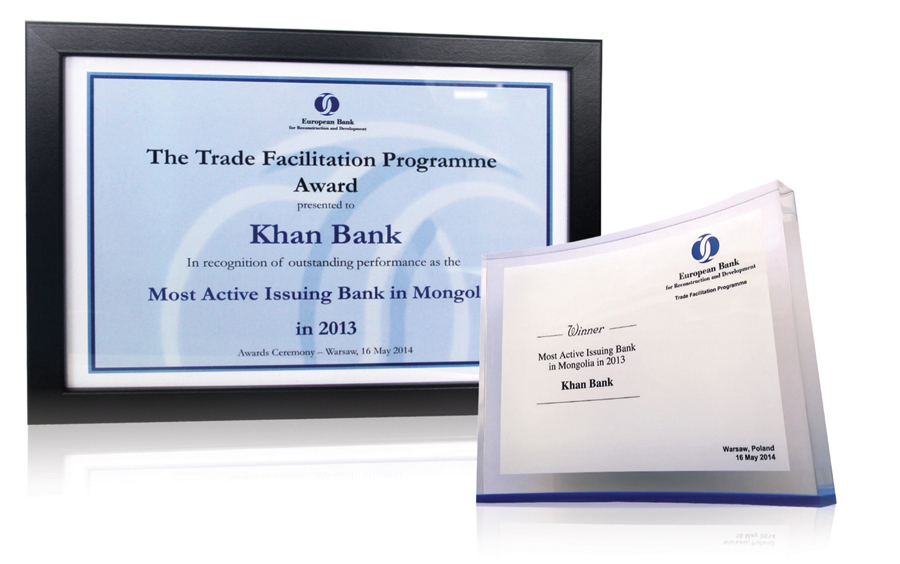 European Bank
for Reconstruction and Development
The Trade Facilitation Programme
Award
presented to
Khan Bank
In recognition of outstanding performance as the
Most Active Issuing Bank in Mongol
in 2013
Awards Ceremony – Warsaw, 16 May 2014
European Bank
for Reconstruction and Development
Trade Facilitation Programme
Winner
Most Active Issuing Bank
in Mongolia in 2013
Khan Bank
Warsaw, Poland
16 May 2014